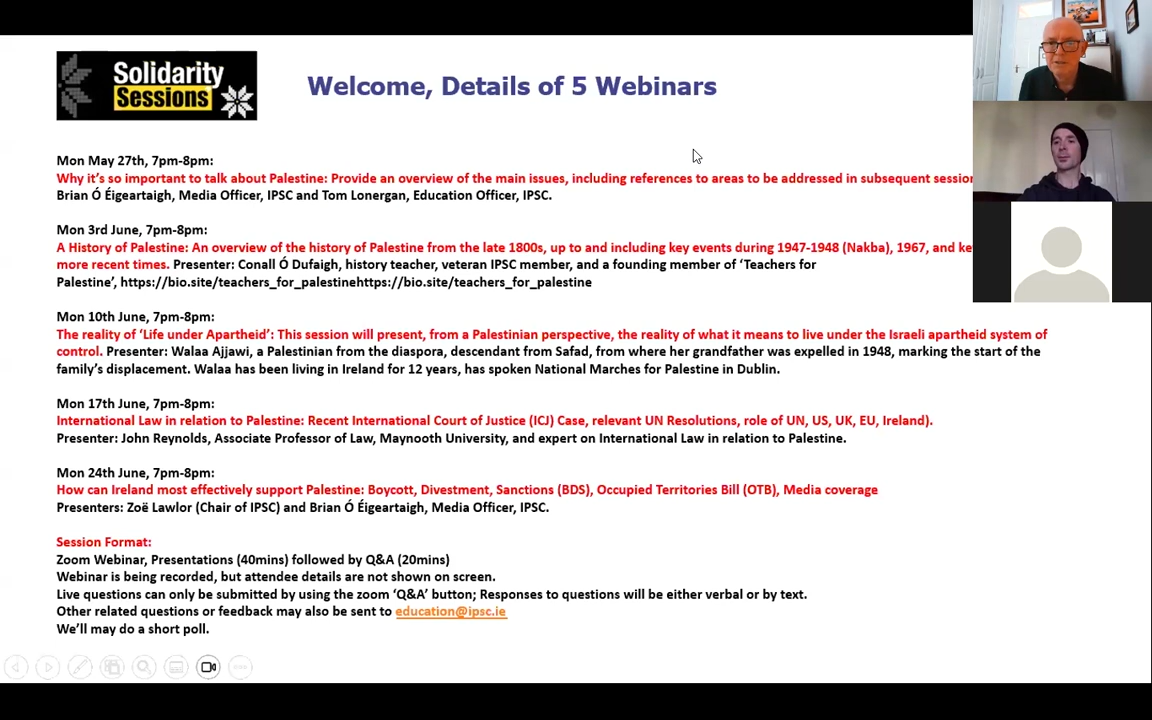 Solidarity
Sessions
Welcome, Details of 5 Webinars
Mon May 27th, 7pm-8pm:
Why it's so important to talk about Palestine: Provide an overview of the main issues, including references to areas to be addressed in subsequent session
Brian Ó Éigeartaigh, Media Officer, IPSC and Tom Lonergan, Education Officer, IPSC.
Mon 3rd June, 7pm-8pm:
A History of Palestine: An overview of the history of Palestine from the late 1800s, up to and including key events during 1947-1948 (Nakba), 1967, and ke
more recent times. Presenter: Conall Ó Dufaigh, history teacher, veteran IPSC member, and a founding member of ‘Teachers for
Palestine’, https://bio.site/teachers_for_palestinehttps://bio.site/teachers_for_palestine
Mon 10th June, 7pm-8pm:
The reality of ‘Life under Apartheid’: This session will present, from a Palestinian perspective, the reality of what it means to live under the Israeli apartheid system of
control. Presenter: Walaa Ajjawi, a Palestinian from the diaspora, descendant from Safad, from where her grandfather was expelled in 1948, marking the start of the
family’s displacement. Walaa has been living in Ireland for 12 years, has spoken National Marches for Palestine in Dublin.
Mon 17th June, 7pm-8pm:
International Law in relation to Palestine: Recent International Court of Justice (ICJ) Case, relevant UN Resolutions, role of UN, US, UK, EU, Ireland).
Presenter: John Reynolds, Associate Professor of Law, Maynooth University, and expert on International Law in relation to Palestine.
Mon 24th June, 7pm-8pm:
How can Ireland most effectively support Palestine: Boycott, Divestment, Sanctions (BDS), Occupied Territories Bill (OTB), Media coverage
Presenters: Zoë Lawlor (Chair of IPSC) and Brian Ó Éigeartaigh, Media Officer, IPSC.
Session Format:
Zoom Webinar, Presentations (40mins) followed by Q&A (20mins)
Webinar is being recorded, but attendee details are not shown on screen.
Live questions can only be submitted by using the zoom ‘Q&A’ button; Responses to questions will be either verbal or by text.
Other related questions or feedback may also be sent to education@ipsc.ie
We’ll may do a short poll.